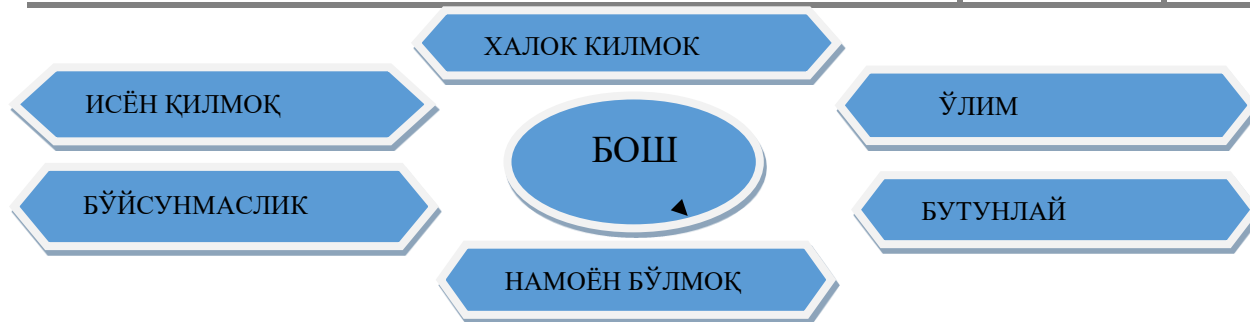 ХАЛОК КИЛМОК
ИСЁН ҚИЛМОҚ
ЎЛИМ
БОШ
БЎЙСУНМАСЛИК
БУТУНЛАЙ
НАМОЁН БЎЛМОҚ